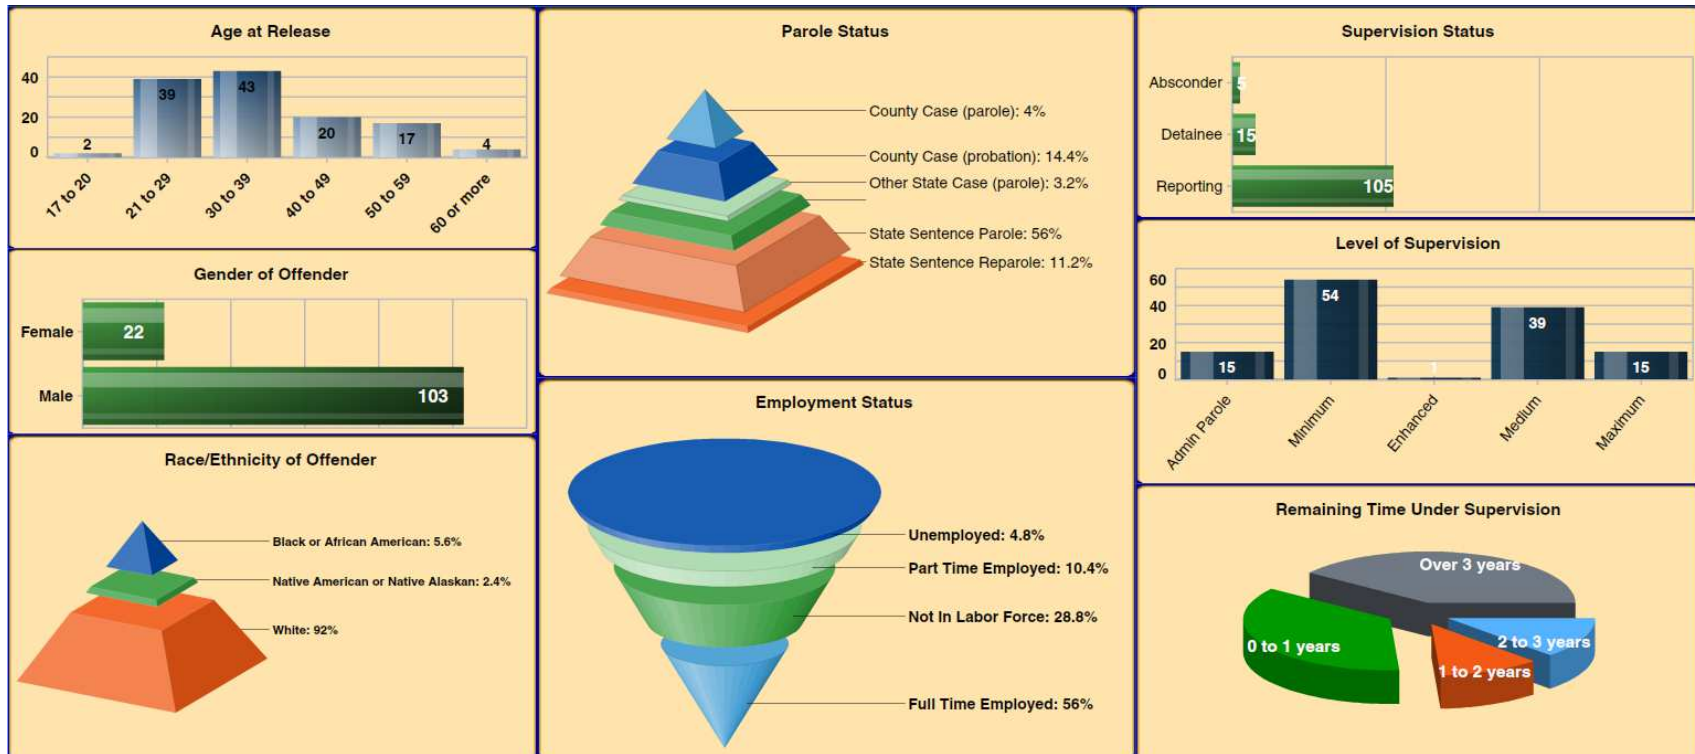 Age at Release
40
20
0
2
39
43
20
17
4
17 to 20
21 to 29
30 to 39
40 to 49
50 to 59
60 or more
Gender of Offender
Female
22
Male
103
Race/Ethnicity of Offender
Black or African American: 5.6%
Native American or Native Alaskan: 2.4%
White: 92%
Parole Status
County Case (parole): 4%
County Case (probation): 14.4%
Other State Case (parole): 3.2%
State Sentence Parole: 56%
State Sentence Reparole: 11.2%
Employment Status
Unemployed: 4.8%
Part Time Employed: 10.4%
Not In Labor Force: 28.8%
Full Time Employed: 56%
Supervision Status
Absconder
5
Detainee
15
Reporting
105
Level of Supervision
60
40
20
0
15
54
1
39
15
Admin Parole
Minimum
Enhanced
Medium
Maximum
Remaining Time Under Supervision
Over 3 years
0 to 1 years
2 to 3 years
1 to 2 years